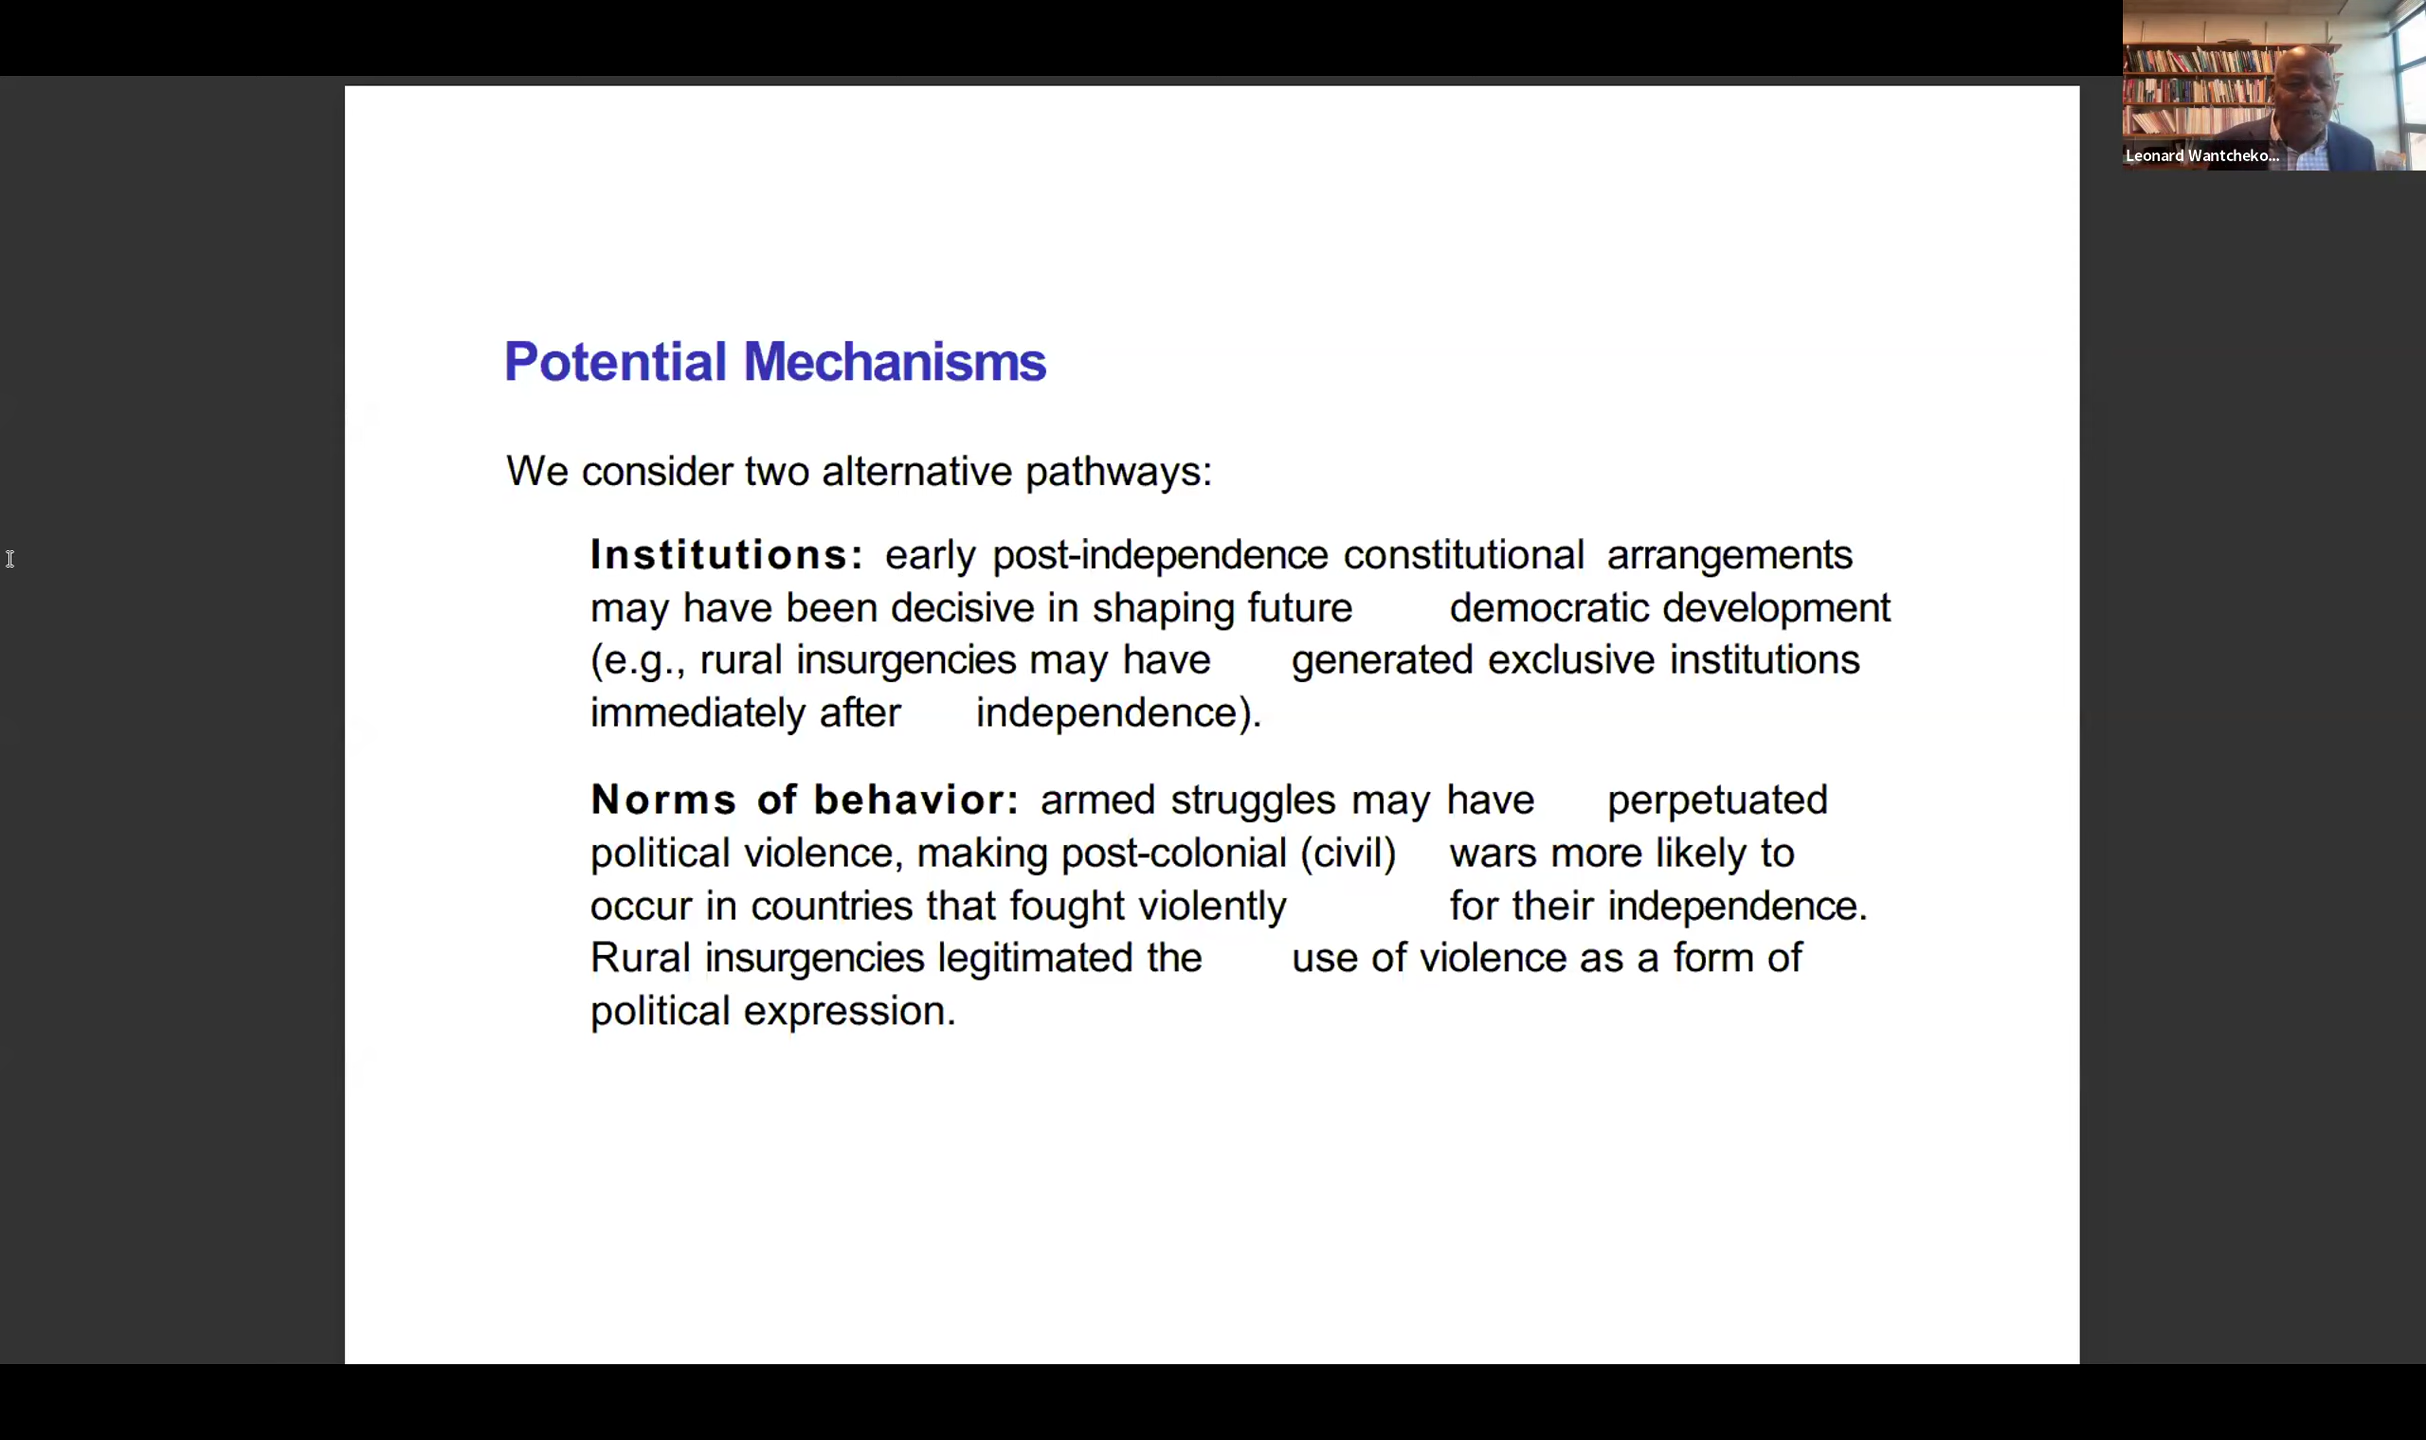 Leonard Wantcheko...
Potential Mechanisms
We consider two alternative pathways:
Institutions: early post-independence constitutional arrangements
may have been decisive in shaping future democratic development
(e.g., rural insurgencies may have generated exclusive institutions
immediately after independence).
Norms of behavior: armed struggles may have perpetuated
political violence, making post-colonial (civil) wars more likely to
occur in countries that fought violently for their independence.
Rural insurgencies legitimated the use of violence as a form of
political expression.